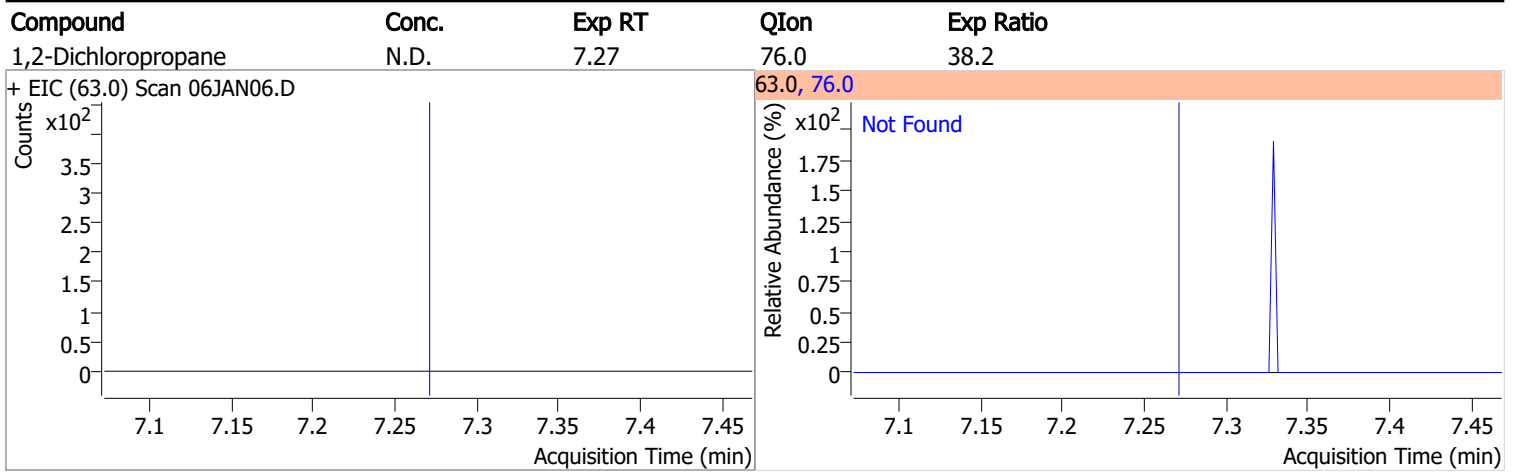 Compound Conc. Exp RT QIon Exp Ratio
1,2-Dichloropropane N.D. 7.27 76.0 38.2
+ EIC (63.0) Scan 06JAN06.D
Counts
x10²
3.5
3
2.5
2
1.5
1
0.5
0
7.1 7.15 7.2 7.25 7.3 7.35 7.4 7.45
Acquisition Time (min)
63.0, 76.0
Relative Abundance (%)
x10²
Not Found
1.75
1.5
1.25
1
0.75
0.5
0.25
0
7.1 7.15 7.2 7.25 7.3 7.35 7.4 7.45
Acquisition Time (min)